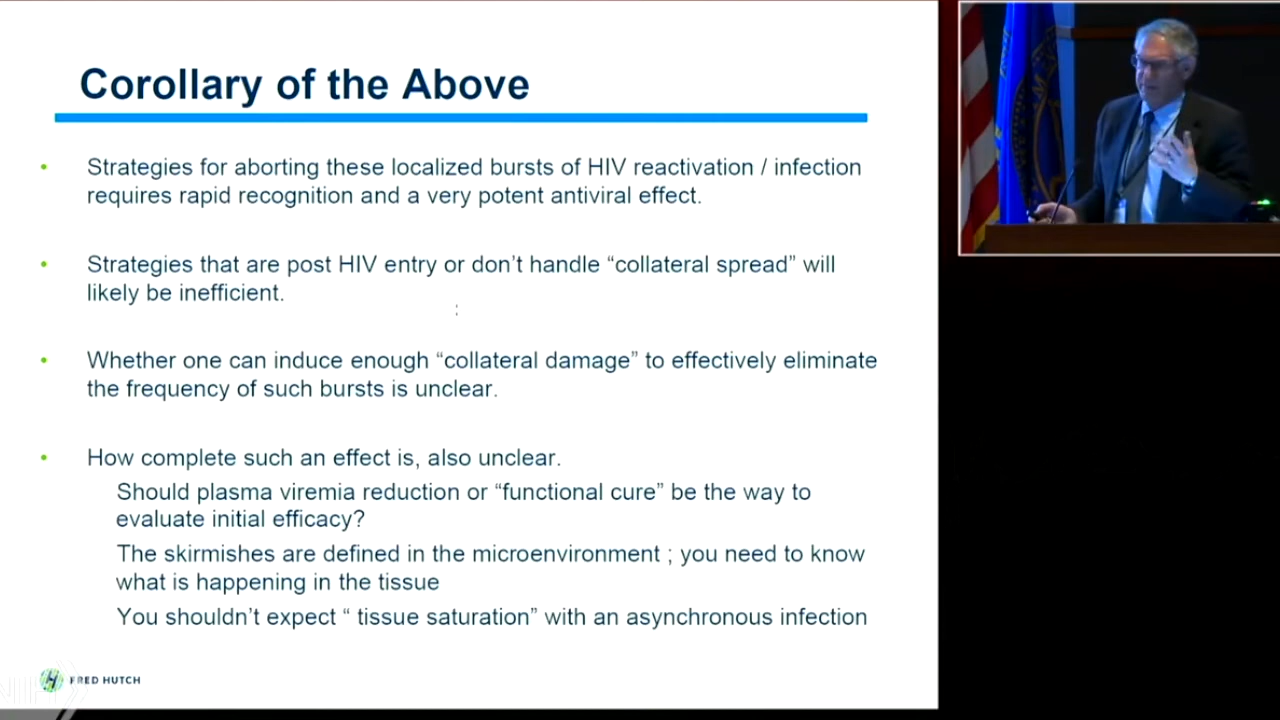 Corollary of the Above
• Strategies for aborting these localized bursts of HIV reactivation / infection
requires rapid recognition and a very potent antiviral effect.
• Strategies that are post HIV entry or don’t handle “collateral spread” will
likely be inefficient.
:
• Whether one can induce enough “collateral damage” to effectively eliminate
the frequency of such bursts is unclear.
• How complete such an effect is, also unclear.
Should plasma viremia reduction or “functional cure” be the way to
evaluate initial efficacy?
The skirmishes are defined in the microenvironment ; you need to know
what is happening in the tissue
You shouldn’t expect “ tissue saturation” with an asynchronous infection
FRED HUTCH
NIH